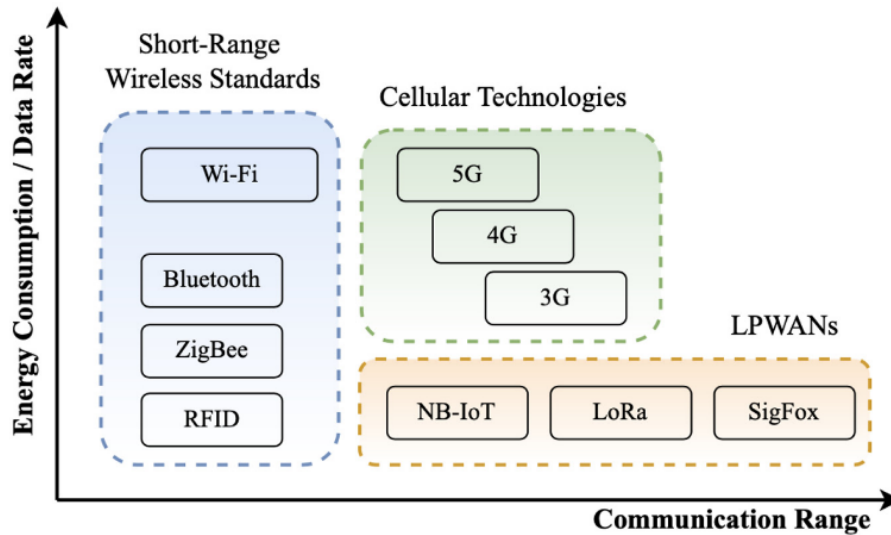 Energy Consumption / Data Rate
Short-Range
Wireless Standards
Wi-Fi
Bluetooth
ZigBee
RFID
Cellular Technologies
5G
4G
3G
LPWANs
NB-IoT
LoRa
SigFox
Communication Range